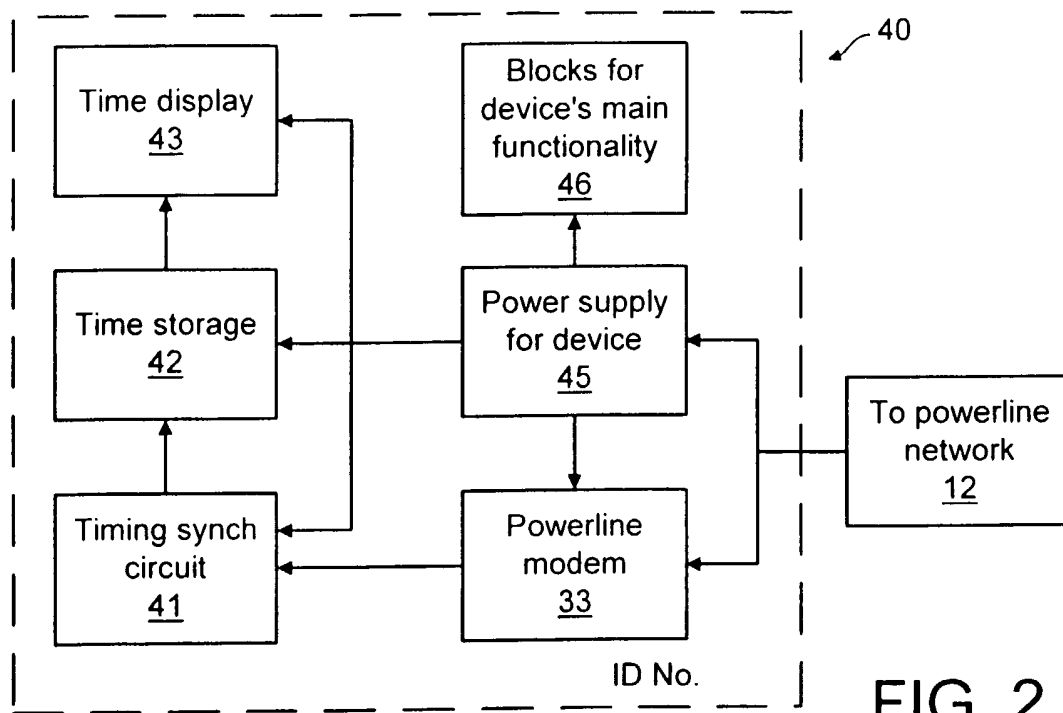 40
Time display
43
Blocks for
device's main
functionality
46
Time storage
42
Power supply
for device
45
To powerline
network
12
Timing synch
circuit
41
Powerline
modem
33
ID No.
FIG. 2